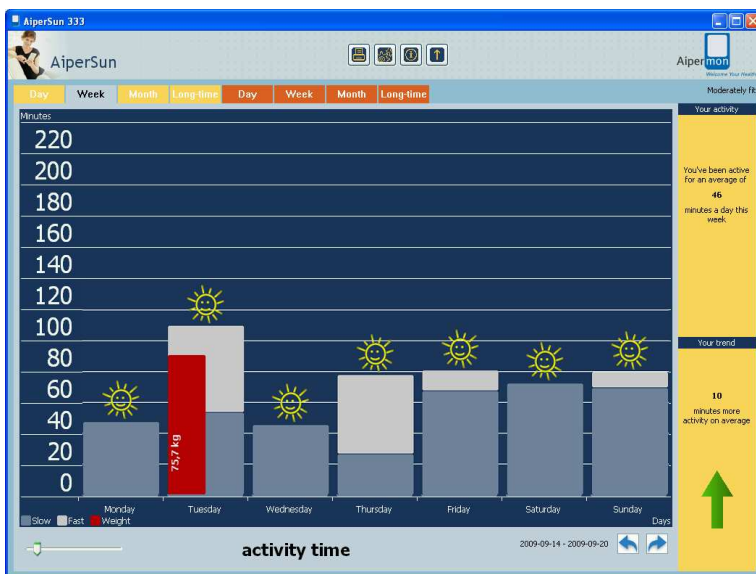 AiperSun 333
AiperSun
Aipermon
Welcome Your Health
Day Week Month Long-time Day Week Month Long-time
Moderately fit
Minutes
220
200
180
160
140
120
100
80
60
40
20
0
75,7 kg
Monday Tuesday Wednesday Thursday Friday Saturday Sunday
Slow Fast Weight
Days
activity time
2009-09-14 - 2009-09-20
Your activity
You've been active
for an average of
46
minutes a day this
week
Your trend
10
minutes more
activity on average